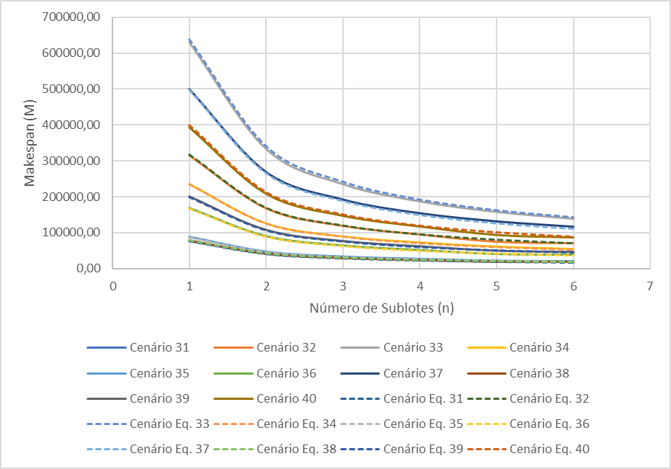 700000,00
600000,00
500000,00
400000,00
300000,00
200000,00
100000,00
0,00
Makespan (M)
0 1 2 3 4 5 6 7
Número de Sublotes (n)
Cenário 31 Cenário 32 Cenário 33 Cenário 34
Cenário 35 Cenário 36 Cenário 37 Cenário 38
Cenário 39 Cenário 40 Cenário Eq. 31 Cenário Eq. 32
Cenário Eq. 33 Cenário Eq. 34 Cenário Eq. 35 Cenário Eq. 36
Cenário Eq. 37 Cenário Eq. 38 Cenário Eq. 39 Cenário Eq. 40